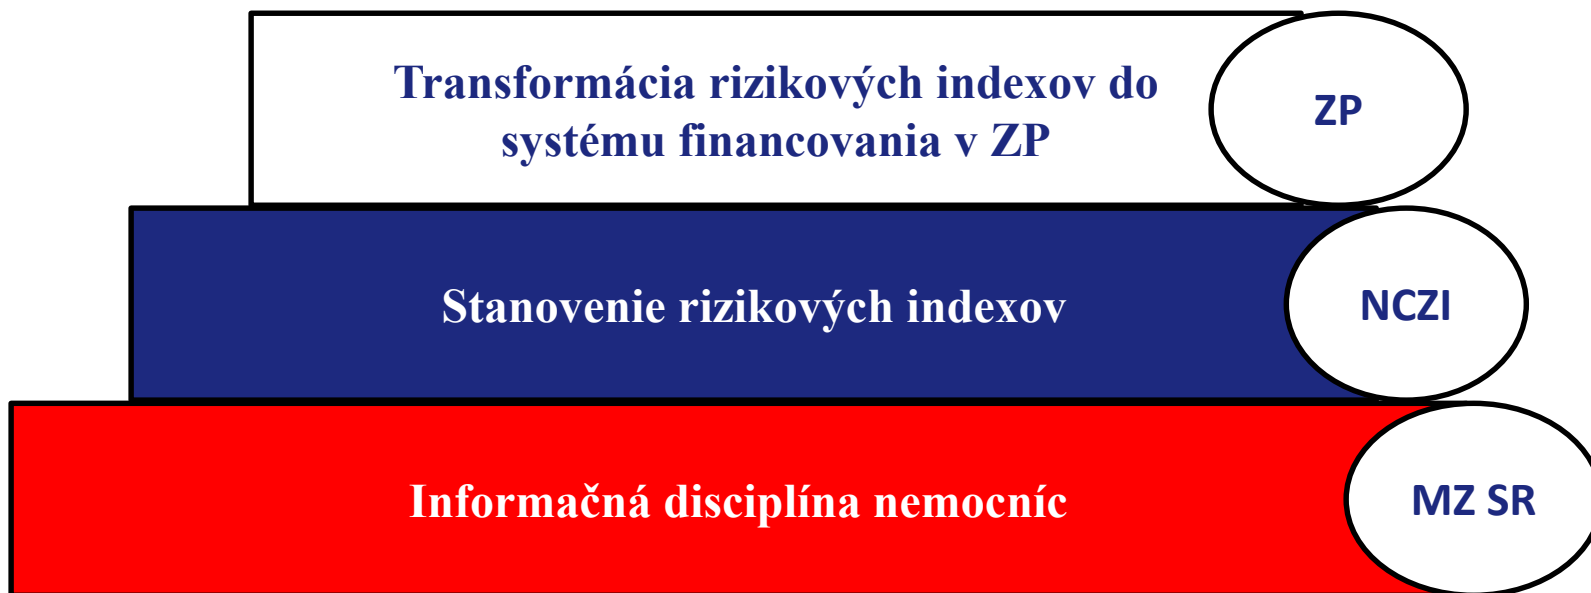 Transformácia rizikových indexov do
systému financovania v ZP
ZP
Stanovenie rizikových indexov
NCZI
Informačná disciplína nemocníc
MZ SR